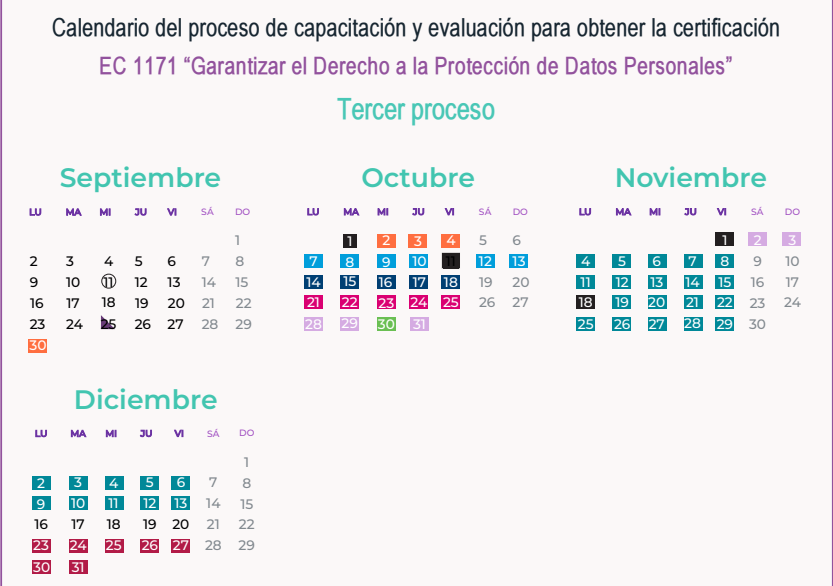 Calendario del proceso de capacitación y evaluación para obtener la certificación
EC 1171 “Garantizar el Derecho a la Protección de Datos Personales”
Tercer proceso
Septiembre
LU MA MI JU VI SÁ DO
1
2 3 4 5 6 7 8
9 10 11 12 13 14 15
16 17 18 19 20 21 22
23 24 25 26 27 28 29
30
Octubre
LU MA MI JU VI SÁ DO
1 2 3 4 5 6
7 8 9 10 11 12 13
14 15 16 17 18 19 20
21 22 23 24 25 26 27
28 29 30 31
Noviembre
LU MA MI JU VI SÁ DO
1 2 3
4 5 6 7 8 9 10
11 12 13 14 15 16 17
18 19 20 21 22 23 24
25 26 27 28 29 30
Diciembre
LU MA MI JU VI SÁ DO
1
2 3 4 5 6 7 8
9 10 11 12 13 14 15
16 17 18 19 20 21 22
23 24 25 26 27 28 29
30 31